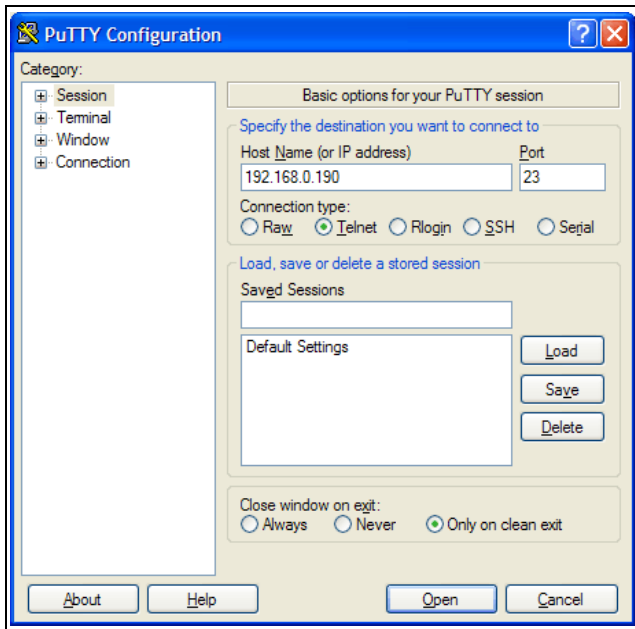 PuTTY Configuration
Category:
Session
Terminal
Window
Connection
Basic options for your PuTTY session
Specify the destination you want to connect to
Host Name (or IP address) Port
192.168.0.190 23
Connection type:
Raw Telnet Rlogin SSH Serial
Load, save or delete a stored session
Saved Sessions
Default Settings
Load
Save
Delete
Close window on exit:
Always Never Only on clean exit
About Help Open Cancel